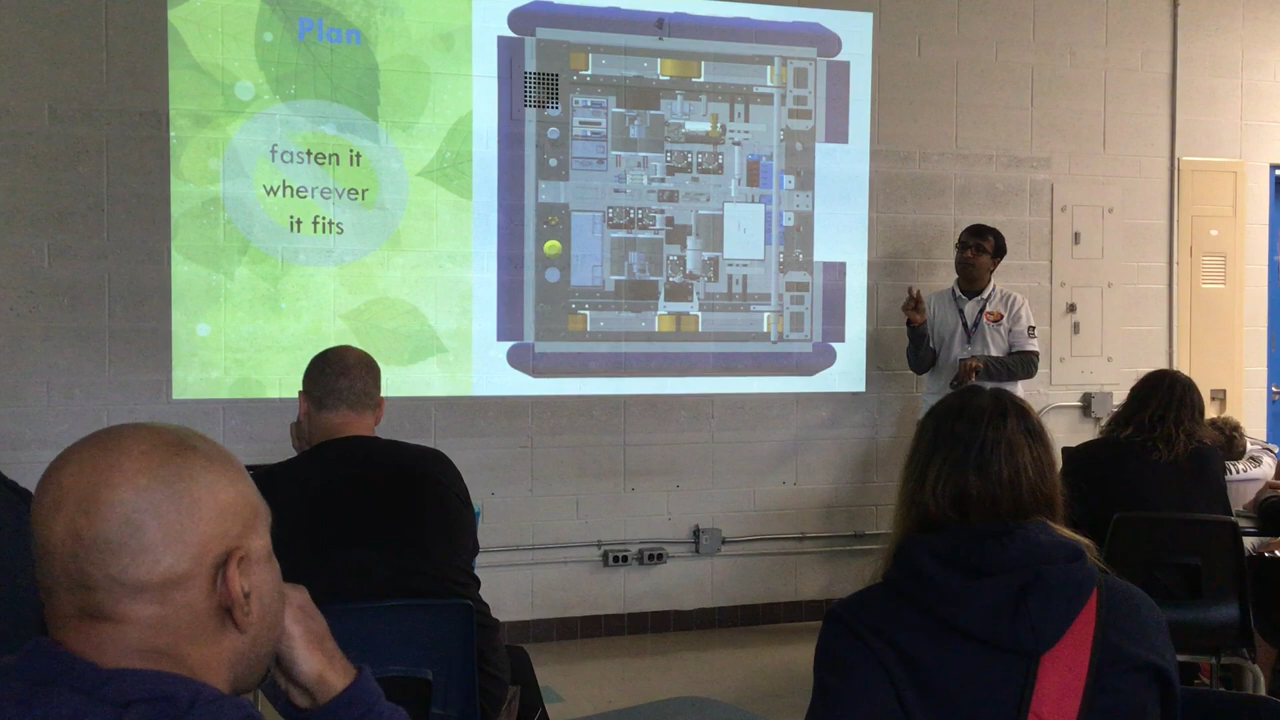 Plan
fasten it
wherever
it fits